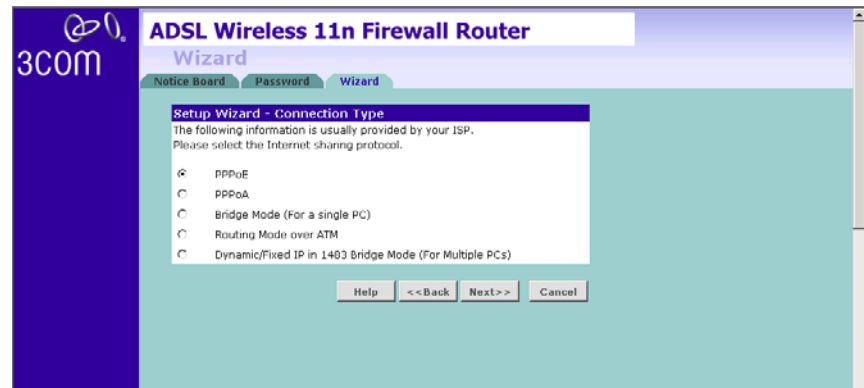 3COM
ADSL Wireless 11n Firewall Router
Wizard
Notice Board Password Wizard
Setup Wizard - Connection Type
The following information is usually provided by your ISP.
Please select the Internet sharing protocol.
PPPoE
PPPoA
Bridge Mode (For a single PC)
Routing Mode over ATM
Dynamic/Fixed IP in 1483 Bridge Mode (For Multiple PCs)
Help <<Back Next>> Cancel